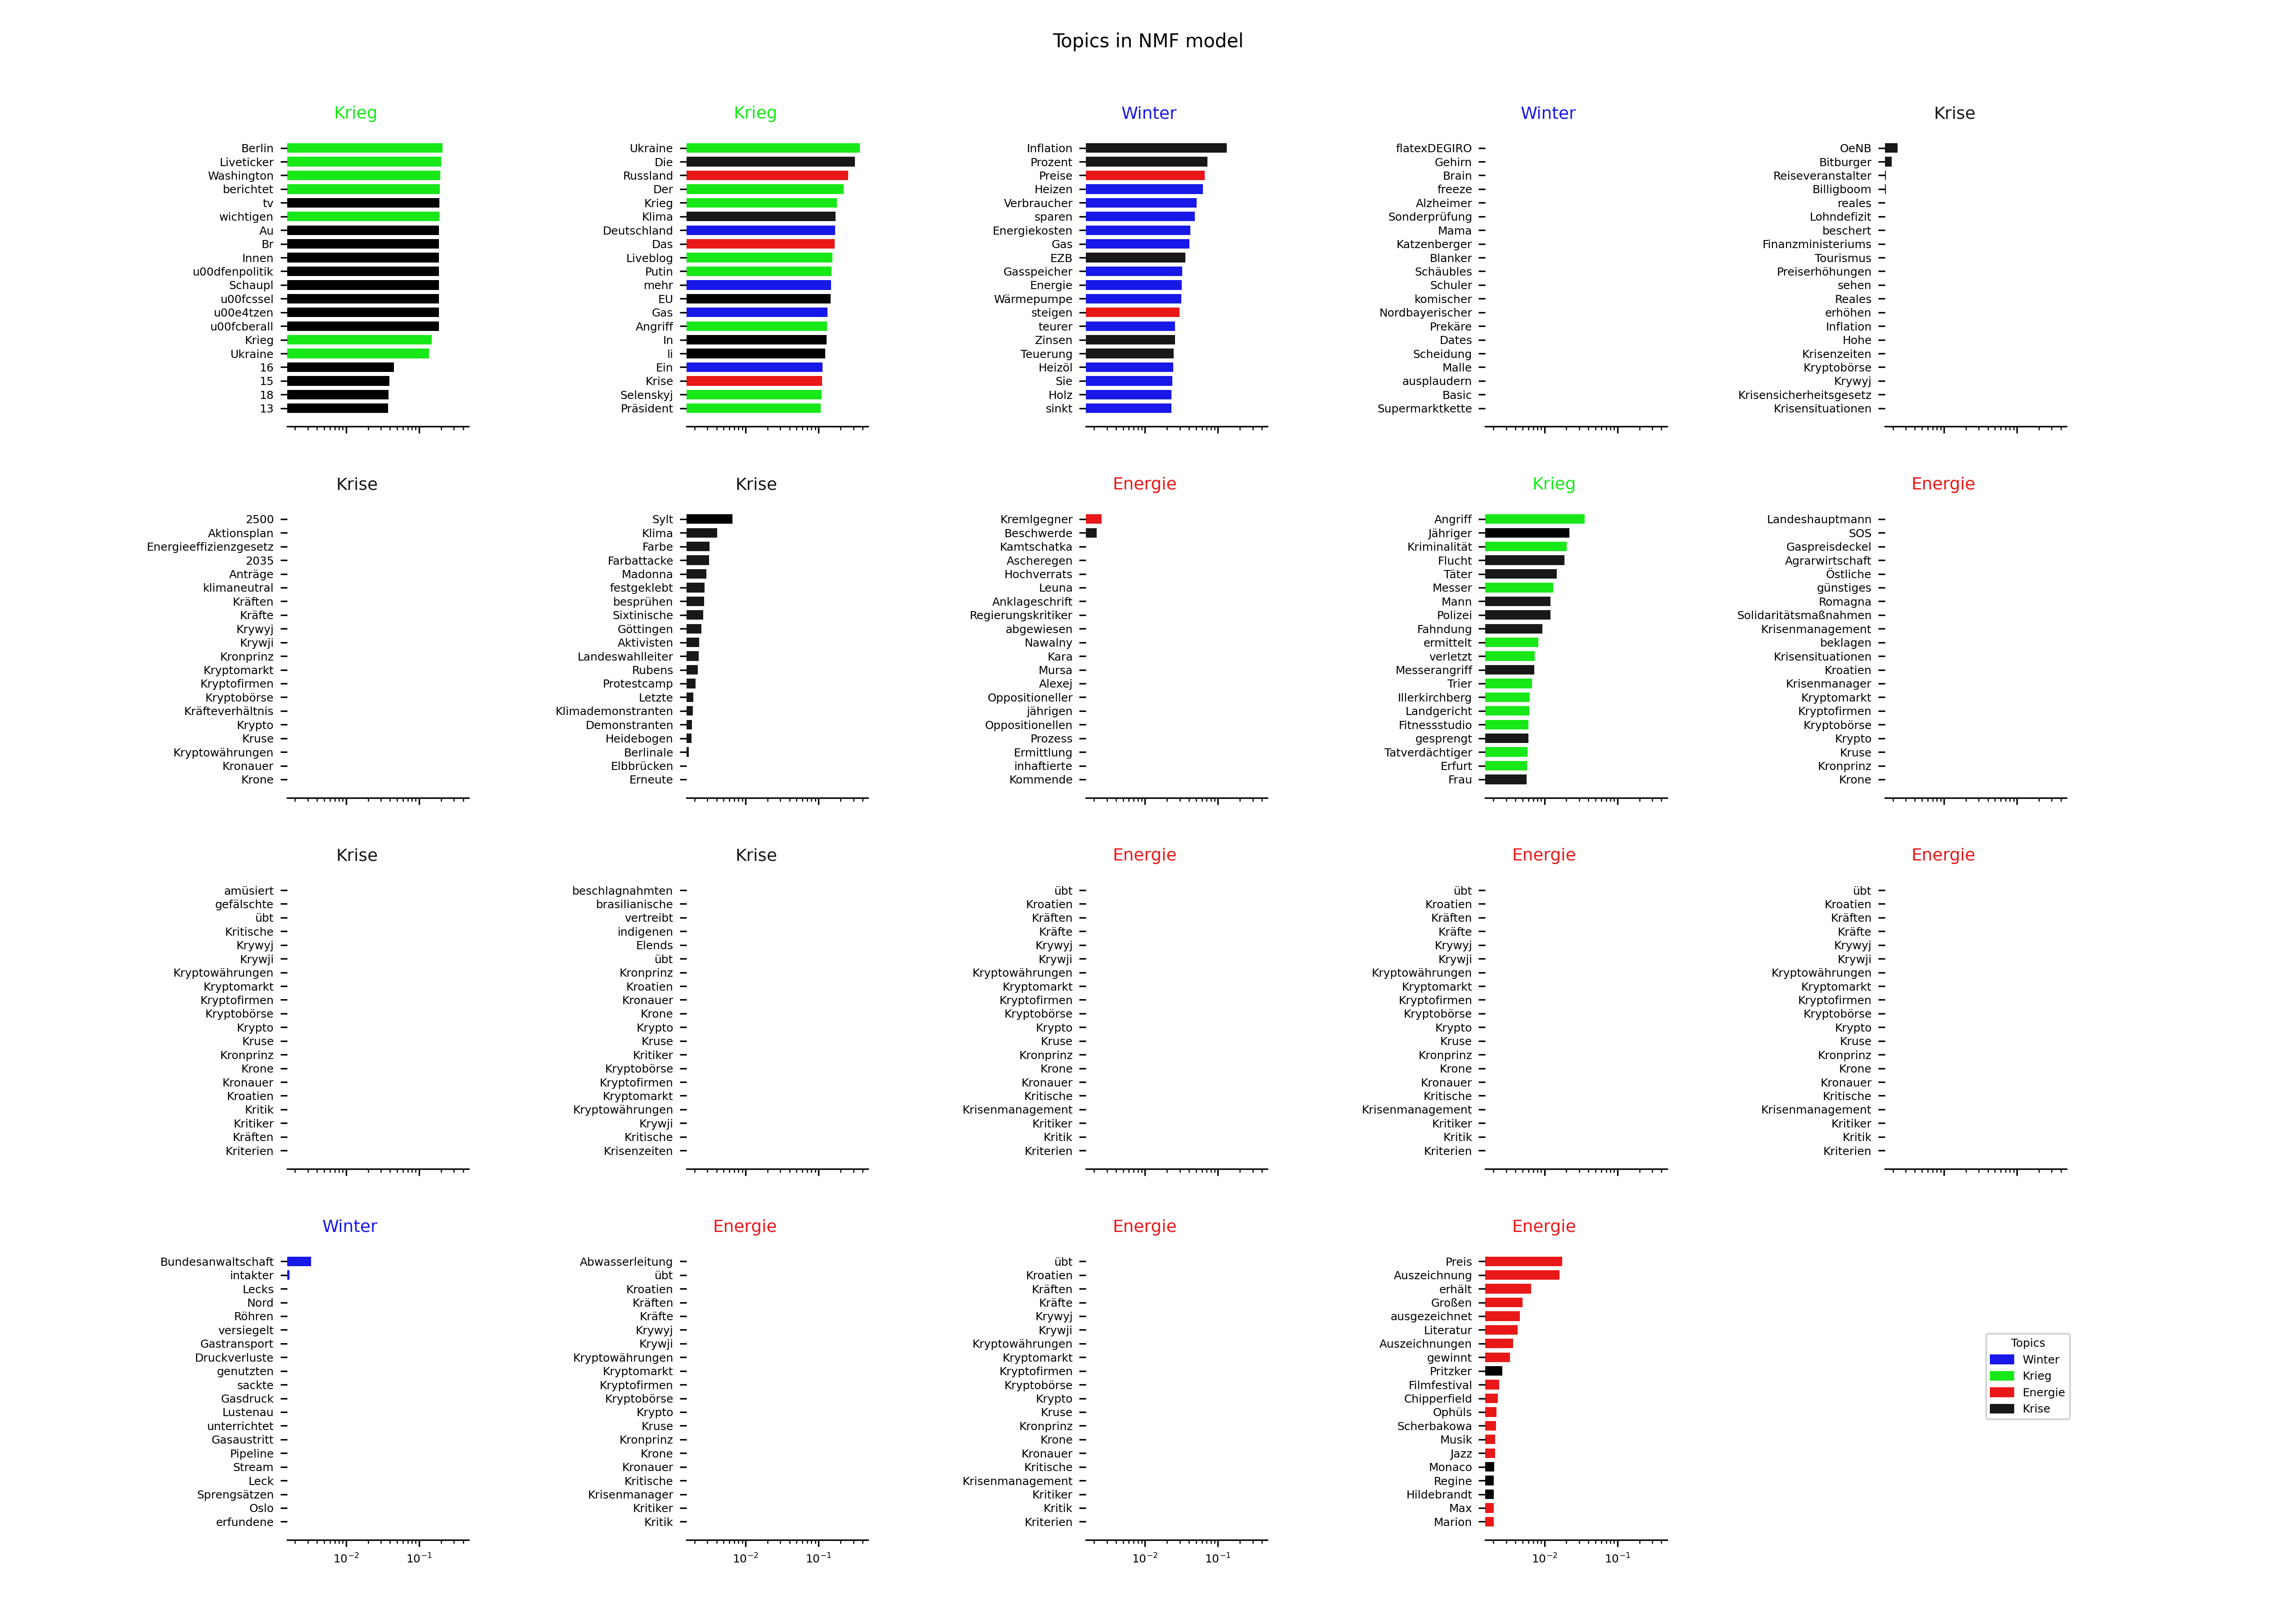 Topics in NMF model
Krieg
Berlin
Liveticker
Washington
berichtet
tv
wichtigen
Au
Br
Innen
u00dfenpolitik
Schaupl
u00fcssel
u00e4tzen
u00fcberall
Krieg
Ukraine
16
15
18
13
Krieg
Ukraine
Die
Russland
Der
Krieg
Klima
Deutschland
Das
Liveblog
Putin
mehr
EU
Gas
Angriff
In
li
Ein
Krise
Selenskyj
Präsident
Winter
Inflation
Prozent
Preise
Heizen
Verbraucher
sparen
Energiekosten
Gas
EZB
Gasspeicher
Energie
Wärmepumpe
steigen
teurer
Zinsen
Teuerung
Heizöl
Sie
Holz
sinkt
Winter
flatexDEGIRO
Gehirn
Brain
freeze
Alzheimer
Sonderprüfung
Mama
Katzenberger
Blanker
Schäubles
Schuler
komischer
Nordbayerischer
Prekäre
Dates
Scheidung
Malle
ausplaudern
Basic
Supermarktkette
Krise
OeNB
Bitburger
Reiseveranstalter
Billigboom
reales
Lohndefizit
beschert
Finanzministeriums
Tourismus
Preiserhöhungen
sehen
Reales
erhöhen
Inflation
Hohe
Krisenzeiten
Kryptobörse
Krywyj
Krisensicherheitsgesetz
Krisensituationen
Krise
2500
Aktionsplan
Energieeffizienzgesetz
2035
Anträge
klimaneutral
Kräften
Kräfte
Krywyj
Krywji
Kronprinz
Kryptomarkt
Kryptofirmen
Kryptobörse
Kräfteverhältnis
Krypto
Kruse
Kryptowährungen
Kronauer
Krone
Krise
Sylt
Klima
Farbe
Farbattacke
Madonna
festgeklebt
besprühen
Sixtinische
Göttingen
Aktivisten
Landeswahlleiter
Rubens
Protestcamp
Letzte
Klimademonstranten
Demonstranten
Heidebogen
Berlinale
Elbbrücken
Erneute
Energie
Kremlgegner
Beschwerde
Kamtschatka
Ascheregen
Hochverrats
Leuna
Anklageschrift
Regierungskritiker
abgewiesen
Nawalny
Kara
Mursa
Alexej
Oppositioneller
jährigen
Oppositionellen
Prozess
Ermittlung
inhaftierte
Kommende
Krieg
Angriff
Jähriger
Kriminalität
Flucht
Täter
Messer
Mann
Polizei
Fahndung
ermittelt
verletzt
Messerangriff
Trier
Illerkirchberg
Landgericht
Fitnessstudio
gesprengt
Tatverdächtiger
Erfurt
Frau
Energie
Landeshauptmann
SOS
Gaspreisdeckel
Agrarwirtschaft
Östliche
günstiges
Romagna
Solidaritätsmaßnahmen
Krisenmanagement
beklagen
Krisensituationen
Kroatien
Krisenmanager
Kryptomarkt
Kryptofirmen
Kryptobörse
Krypto
Kruse
Kronprinz
Krone
Krise
amüsiert
gefälschte
übt
Kritische
Krywyj
Krywji
Kryptowährungen
Kryptomarkt
Kryptofirmen
Kryptobörse
Krypto
Kruse
Kronprinz
Krone
Kronauer
Kroatien
Kritik
Kritiker
Kräften
Kriterien
Krise
beschlagnahmten
brasilianische
vertreibt
indigenen
Elends
übt
Kronprinz
Kroatien
Kronauer
Krone
Krypto
Kruse
Kritiker
Kryptobörse
Kryptofirmen
Kryptomarkt
Kryptowährungen
Krywji
Kritische
Krisenzeiten
Energie
übt
Kroatien
Kräften
Kräfte
Krywyj
Krywji
Kryptowährungen
Kryptomarkt
Kryptofirmen
Kryptobörse
Krypto
Kruse
Kronprinz
Krone
Kronauer
Kritische
Krisenmanagement
Kritiker
Kritik
Kriterien
Energie
übt
Kroatien
Kräften
Kräfte
Krywyj
Krywji
Kryptowährungen
Kryptomarkt
Kryptofirmen
Kryptobörse
Krypto
Kruse
Kronprinz
Krone
Kronauer
Kritische
Krisenmanagement
Kritiker
Kritik
Kriterien
Energie
übt
Kroatien
Kräften
Kräfte
Krywyj
Krywji
Kryptowährungen
Kryptomarkt
Kryptofirmen
Kryptobörse
Krypto
Kruse
Kronprinz
Krone
Kronauer
Kritische
Krisenmanagement
Kritiker
Kritik
Kriterien
Winter
Bundesanwaltschaft
intakter
Lecks
Nord
Röhren
versiegelt
Gastransport
Druckverluste
genutzten
sackte
Gasdruck
Lustenau
unterrichtet
Gasaustritt
Pipeline
Stream
Leck
Sprengsätzen
Oslo
erfundene
10⁻² 10⁻¹
Energie
Abwasserleitung
übt
Kroatien
Kräften
Kräfte
Krywyj
Krywji
Kryptowährungen
Kryptomarkt
Kryptofirmen
Kryptobörse
Krypto
Kruse
Kronprinz
Krone
Kronauer
Kritische
Krisenmanager
Kritiker
Kritik
10⁻² 10⁻¹
Energie
übt
Kroatien
Kräften
Kräfte
Krywyj
Krywji
Kryptowährungen
Kryptomarkt
Kryptofirmen
Kryptobörse
Krypto
Kruse
Kronprinz
Krone
Kronauer
Kritische
Krisenmanagement
Kritiker
Kritik
Kriterien
10⁻² 10⁻¹
Energie
Preis
Auszeichnung
erhält
Großen
ausgezeichnet
Literatur
Auszeichnungen
gewinnt
Pritzker
Filmfestival
Chipperfield
Ophüls
Scherbakowa
Musik
Jazz
Monaco
Regine
Hildebrandt
Max
Marion
10⁻² 10⁻¹
Topics
Winter
Krieg
Energie
Krise